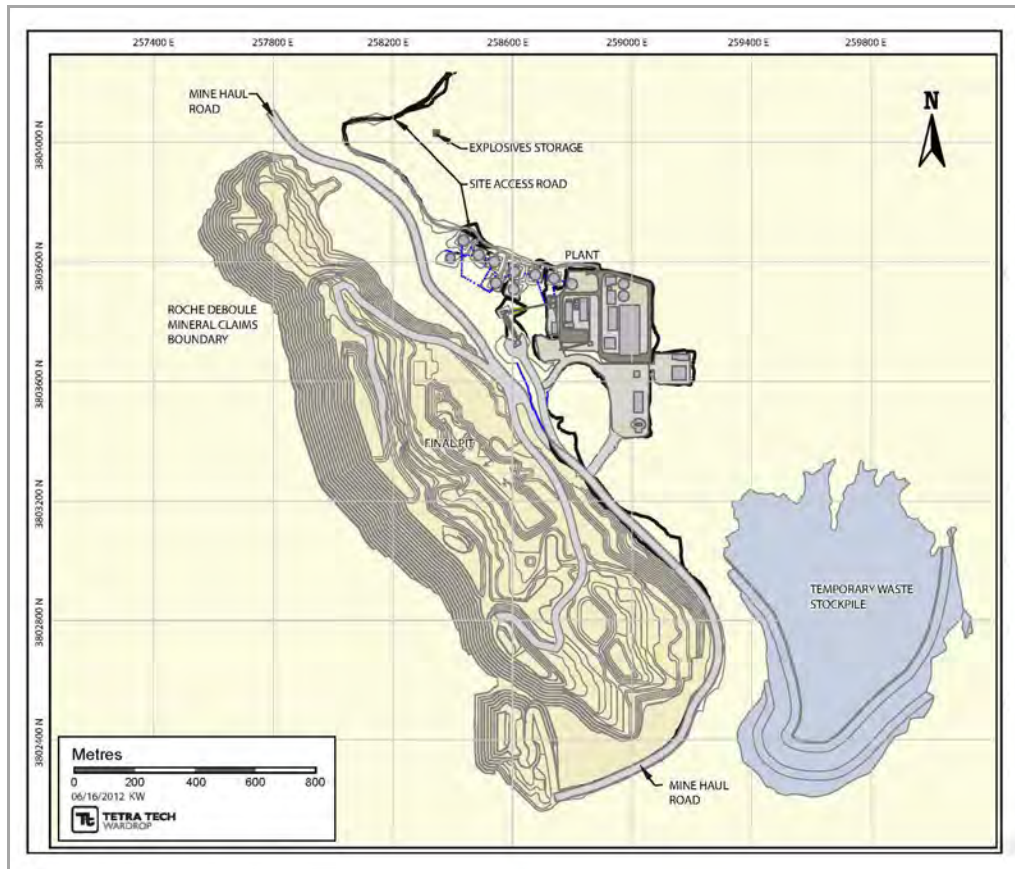 257400 E 257800 E 258200 E 258600 E 259000 E 259400 E 259800 E
MINE HAUL
ROAD
N
3804000 N
EXPLOSIVES STORAGE
SITE ACCESS ROAD
PLANT
3803600 N
ROCHE DEBOULE
MINERAL CLAIMS
BOUNDARY
3803600 N
FINAL PIT
3803200 N
TEMPORARY WASTE
STOCKPILE
3802800 N
3802400 N
MINE HAUL
ROAD
Metres
0 200 400 600 800
06/16/2012 KW
Tt TETRA TECH
WARDROP